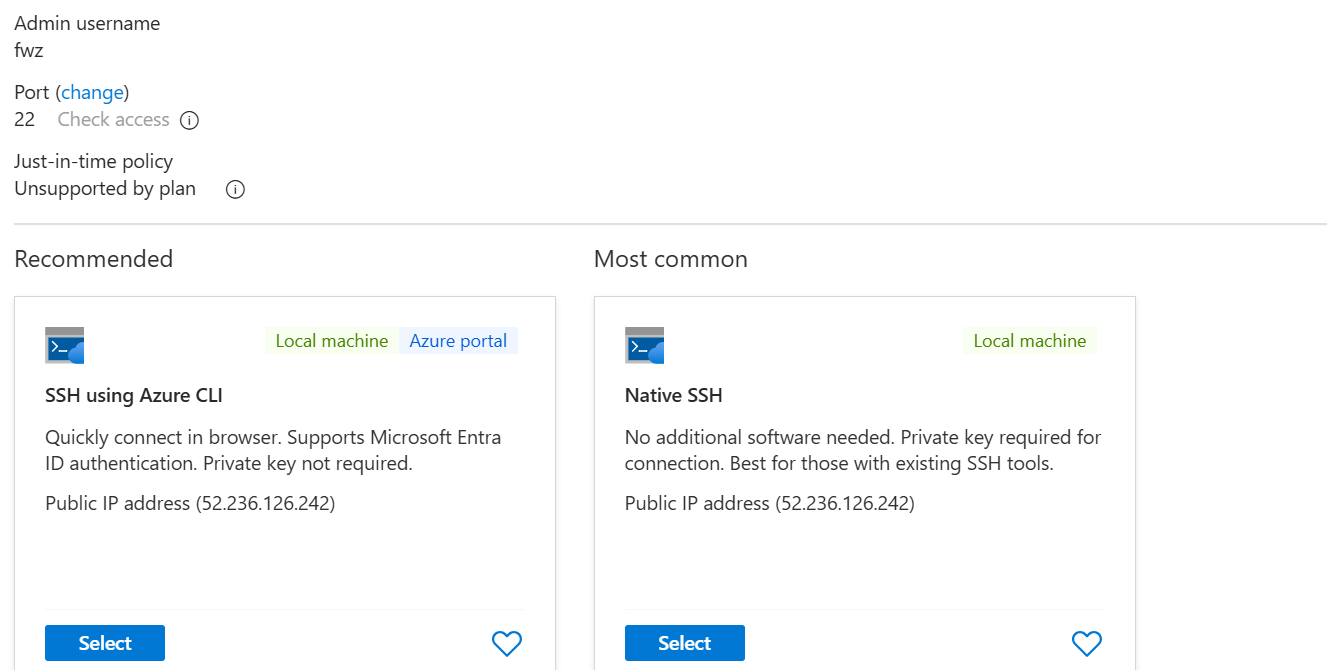 Admin username
fwz
Port (change)
22 Check access
Just-in-time policy
Unsupported by plan
Recommended
Most common
Local machine Azure portal
SSH using Azure CLI
Quickly connect in browser. Supports Microsoft Entra
ID authentication. Private key not required.
Public IP address (52.236.126.242)
Select
Local machine
Native SSH
No additional software needed. Private key required for
connection. Best for those with existing SSH tools.
Public IP address (52.236.126.242)
Select